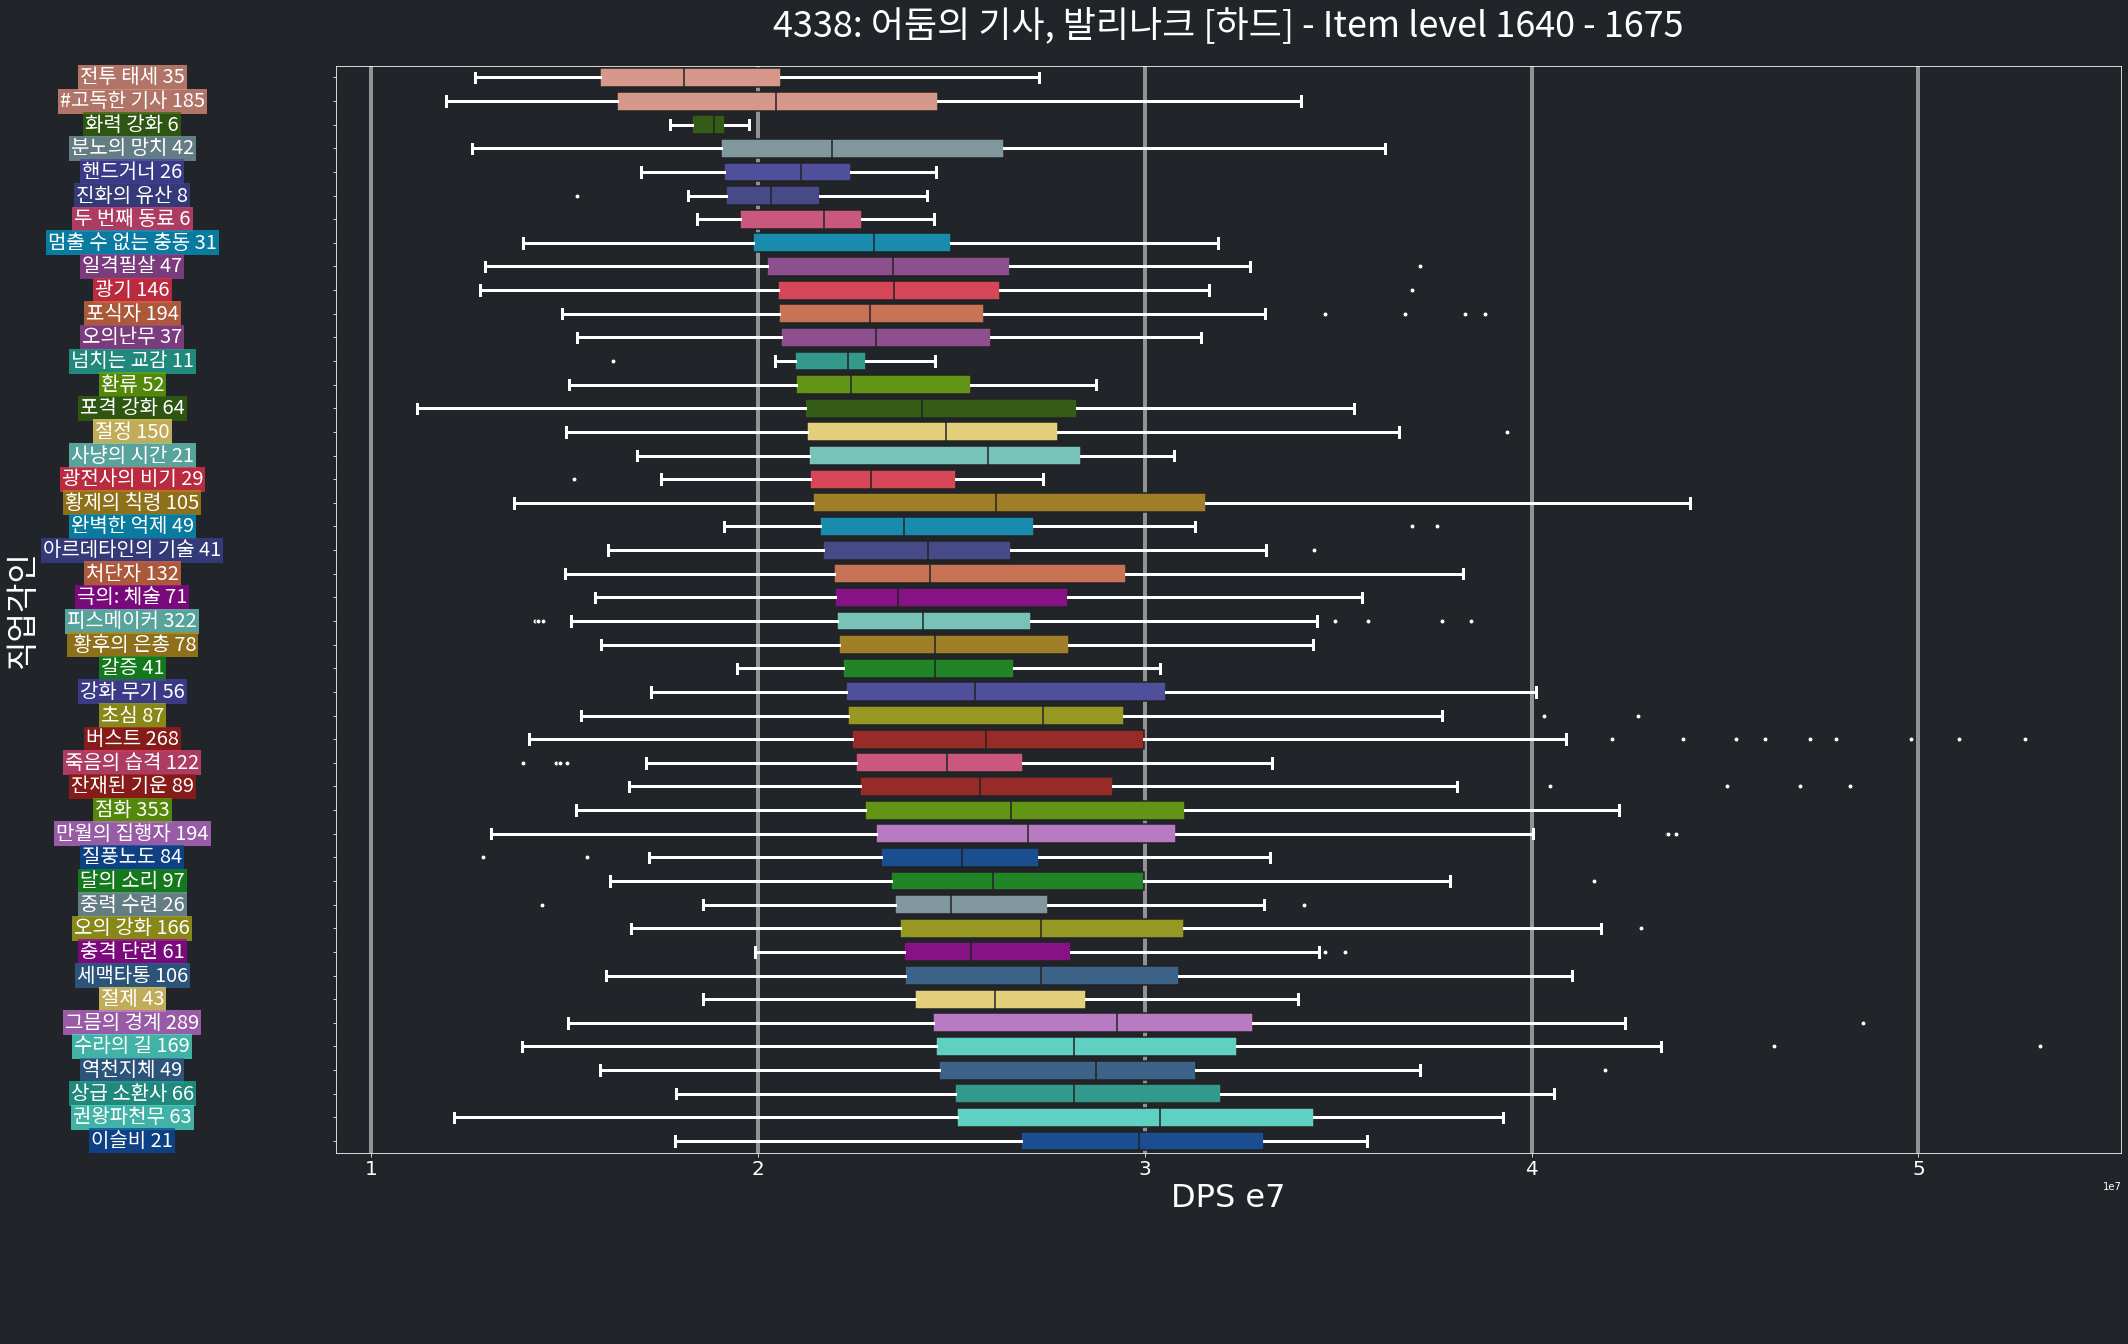 4338: 어둠의 기사, 발리나크 [하드] - Item level 1640 - 1675
직업각인
전투 태세 35
#고독한 기사 185
화력 강화 6
분노의 망치 42
핸드거너 26
진화의 유산 8
두 번째 동료 6
멈출 수 없는 충동 31
일격필살 47
광기 146
포식자 194
오의난무 37
넘치는 교감 11
환류 52
포격 강화 64
절정 150
사냥의 시간 21
광전사의 비기 29
황제의 칙령 105
완벽한 억제 49
아르데타인의 기술 41
처단자 132
극의: 체술 71
피스메이커 322
황후의 은총 78
갈증 41
강화 무기 56
초심 87
버스트 268
죽음의 습격 122
잔재된 기운 89
점화 353
만월의 집행자 194
질풍노도 84
달의 소리 97
중력 수련 26
오의 강화 166
충격 단련 61
세맥타통 106
절제 43
그믐의 경계 289
수라의 길 169
역천지체 49
상급 소환사 66
권왕파천무 63
이슬비 21
1 2 3 4 5
1e7
DPS e7